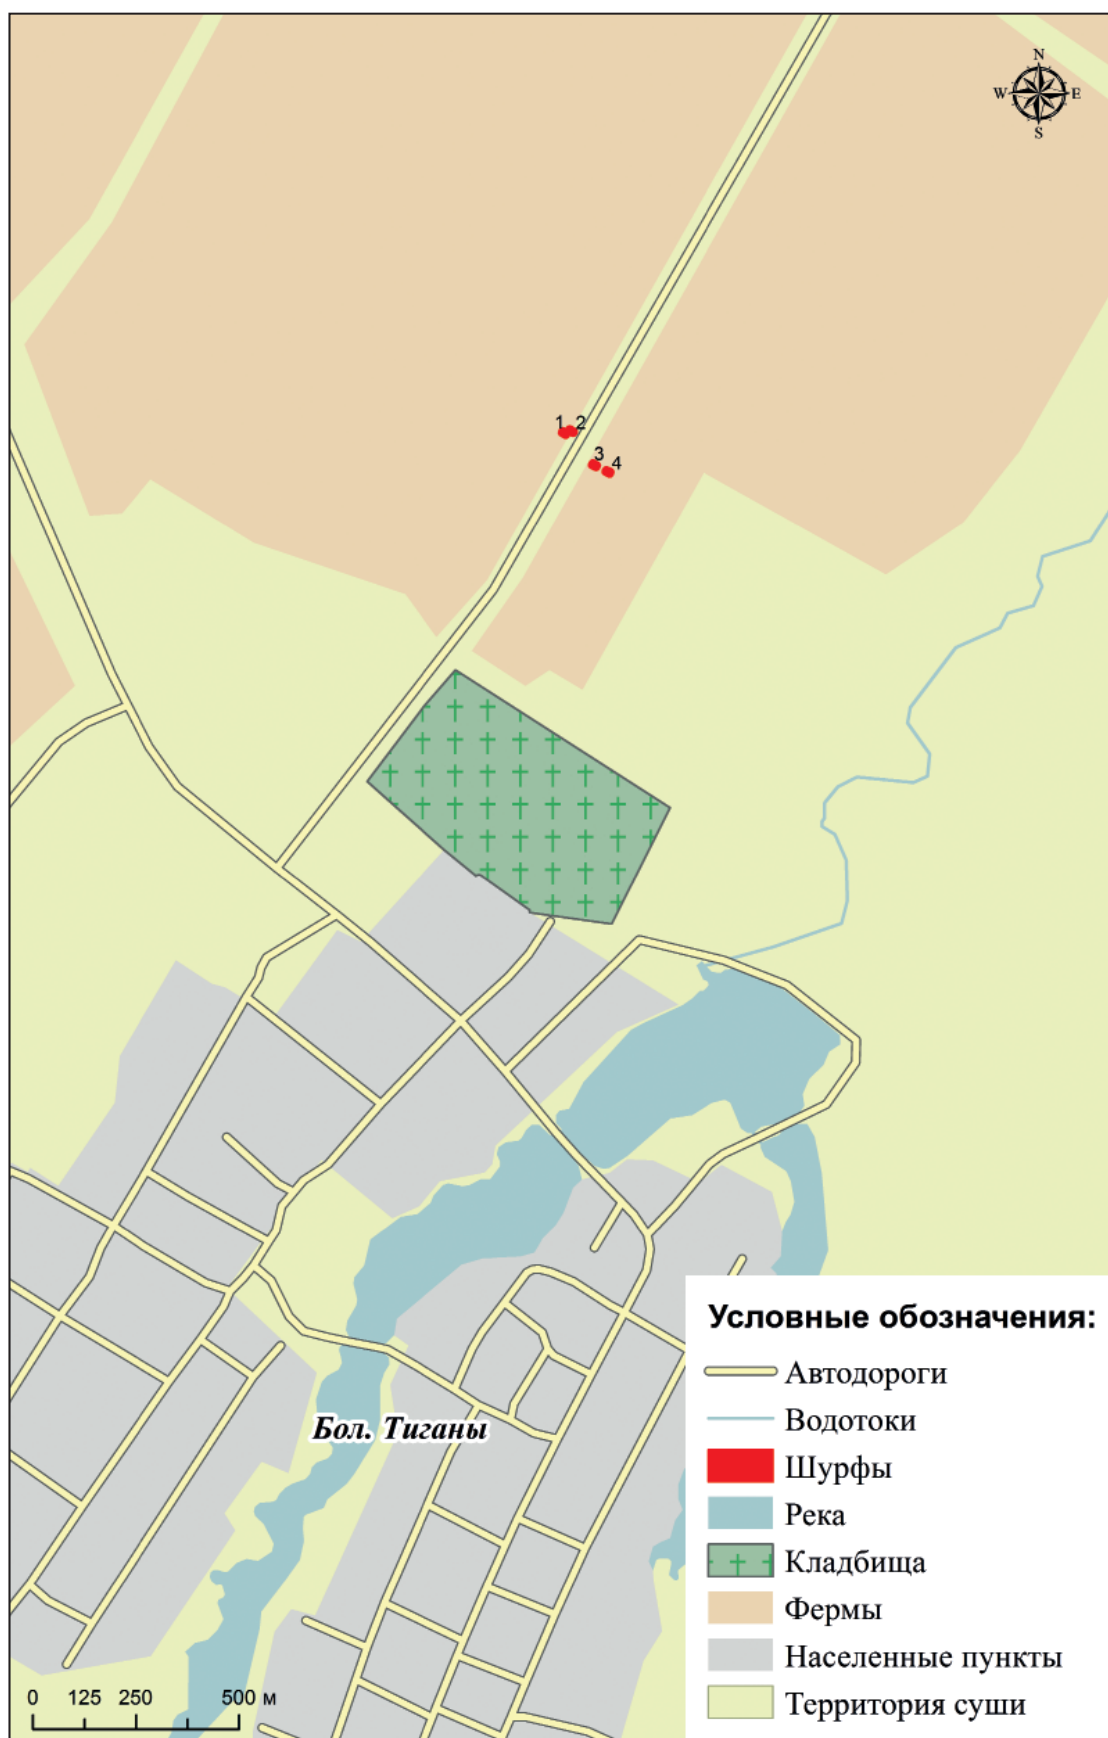 N
W E
S
1 2
3
4
Бол. Тиганы
Условные обозначения:
Автодороги
Водотоки
Шурфы
Река
Кладбища
Фермы
Населенные пункты
Территория суши
0 125 250 500 м